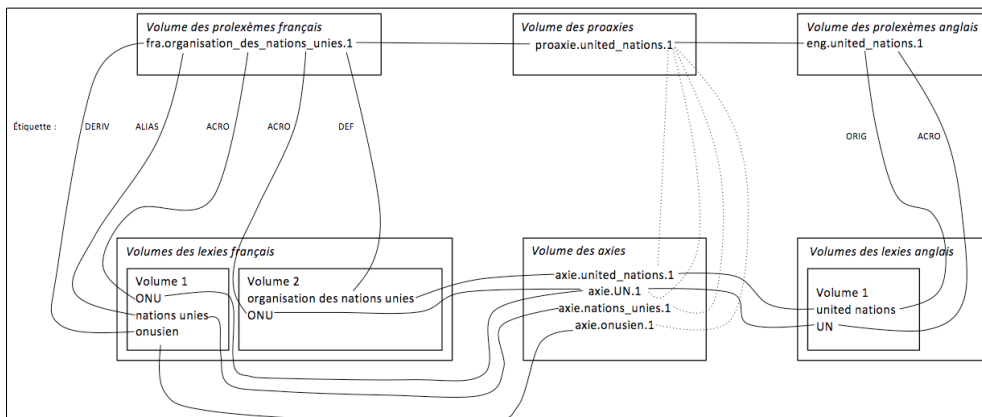 Volume des prolexèmes français
fra.organisation_des_nations_unies.1
Volume des proaxies
proaxie.united_nations.1
Volume des prolexèmes anglais
eng.united_nations.1
Étiquette :
DERIV
ALIAS
ACRO
ACRO
DEF
ORIG
ACRO
Volumes des lexies français
Volume 1
ONU
nations unies
onusien
Volume 2
organisation des nations unies
ONU
Volume des axies
axie.united_nations.1
axie.UN.1
axie.nations_unies.1
axie.onusien.1
Volumes des lexies anglais
Volume 1
united nations
UN